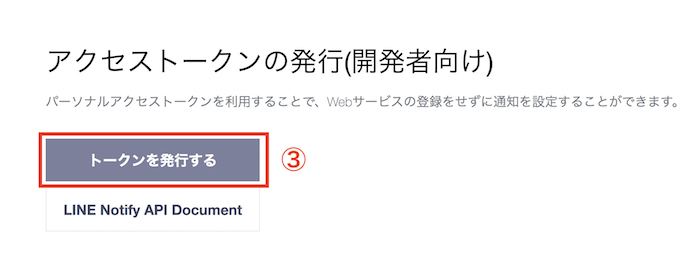 アクセストークンの発行(開発者向け)
パーソナルアクセストークンを利用することで、Webサービスの登録をせずに通知を設定することができます。
トークンを発行する ③
LINE Notify API Document